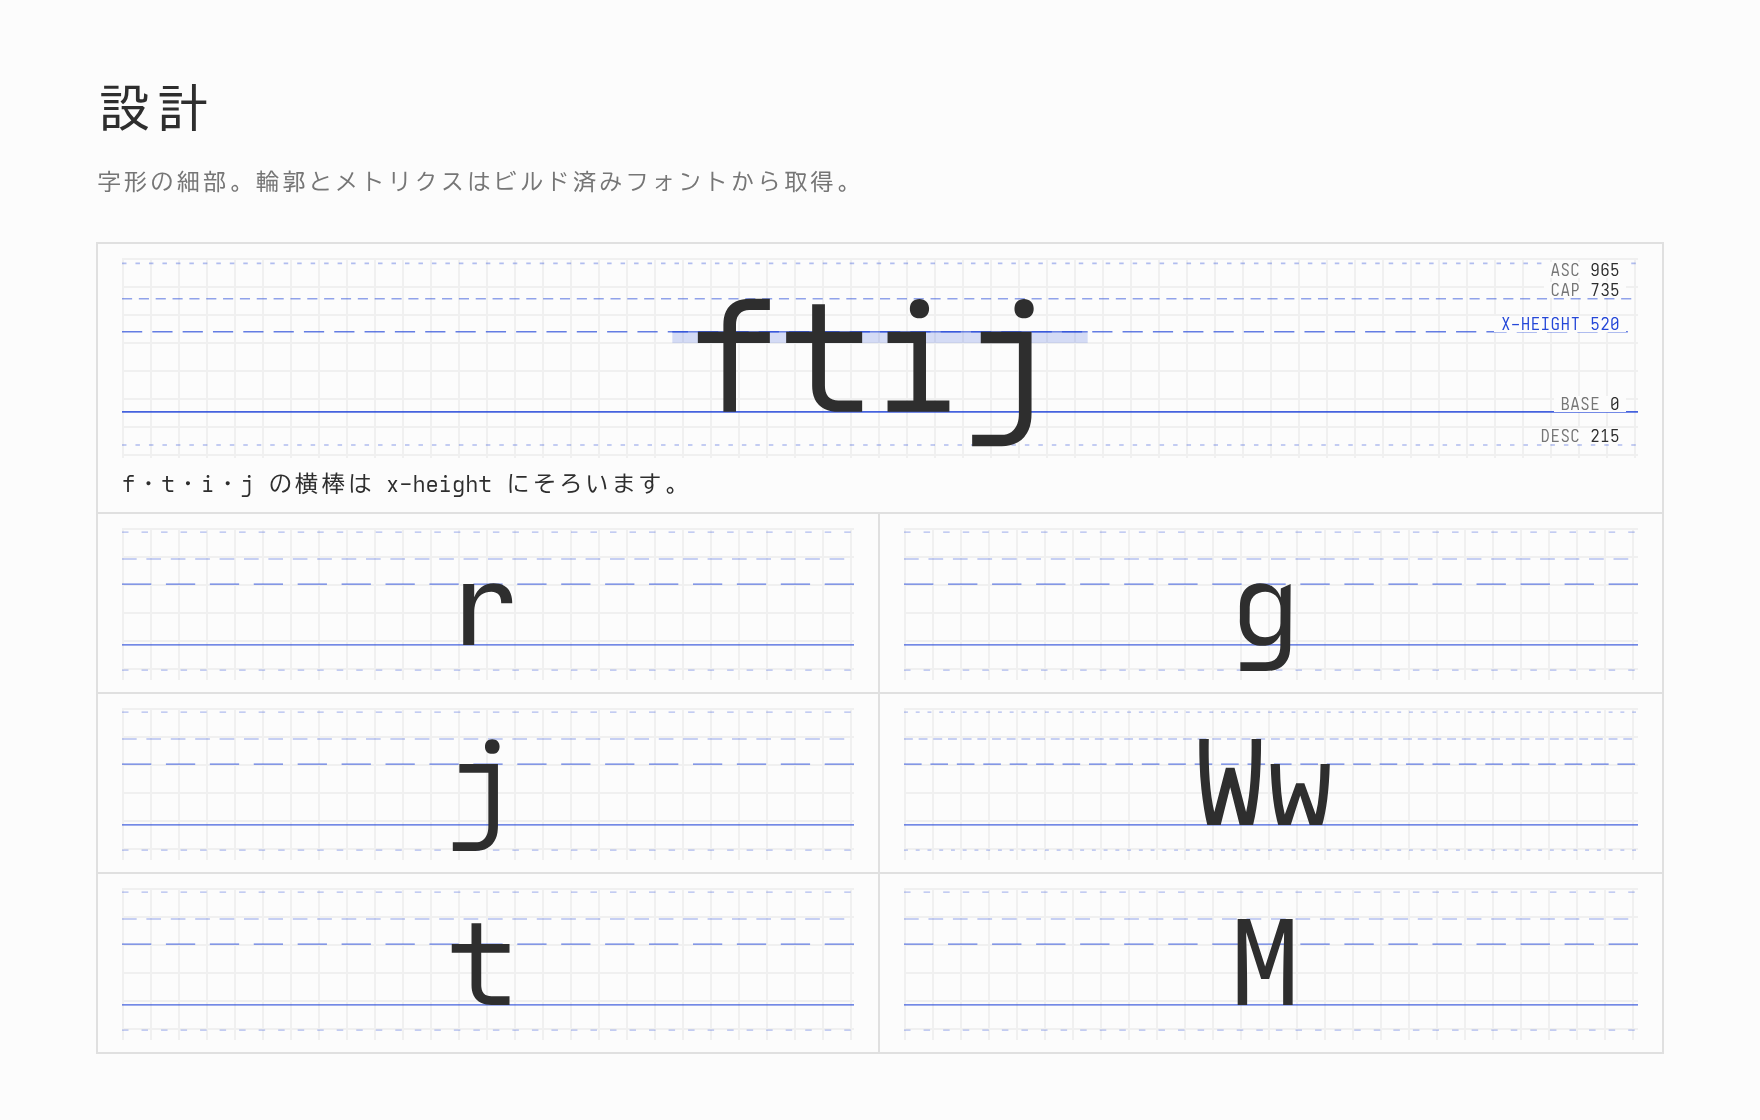 設計
字形の細部。輪郭とメトリクスはビルド済みフォントから取得。
ASC 965
CAP 735
X-HEIGHT 520
ftij
BASE 0
DESC 215
f・t・i・j の横棒は x-height にそろいます。
r
g
j
Ww
t
M